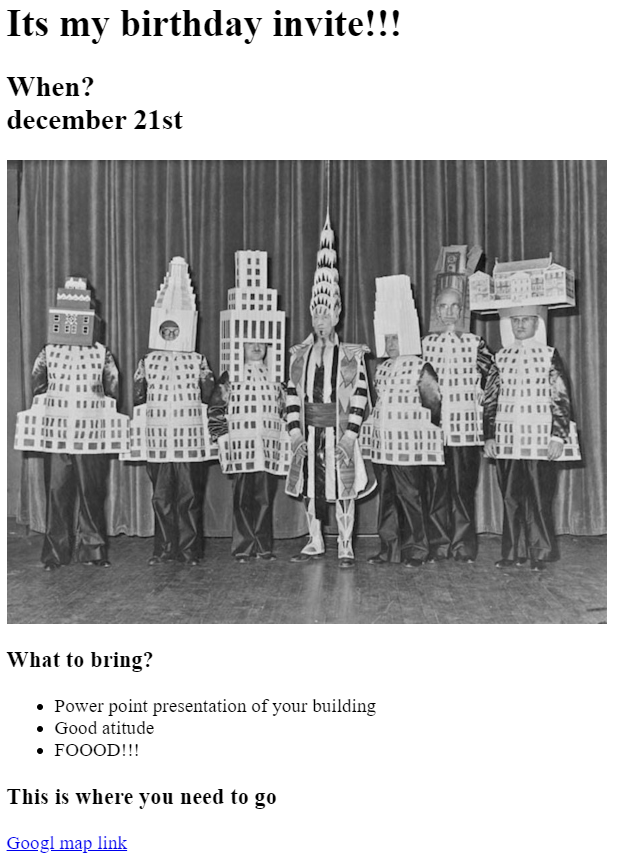 Its my birthday invite!!!
When?
december 21st
What to bring?
Power point presentation of your building
Good atitude
FOOOD!!!
This is where you need to go
Googl map link